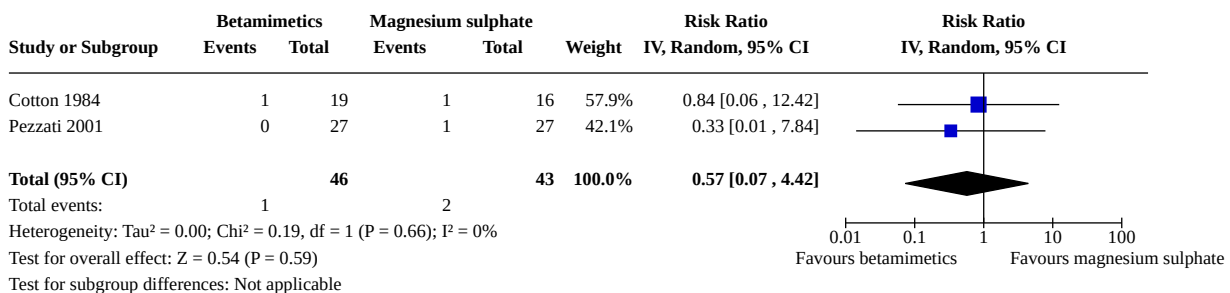 Betamimetics Magnesium sulphate Risk Ratio Risk Ratio
Study or Subgroup Events Total Events Total Weight IV, Random, 95% CI IV, Random, 95% CI
Cotton 1984 1 19 1 16 57.9% 0.84 [0.06 , 12.42]
Pezzati 2001 0 27 1 27 42.1% 0.33 [0.01 , 7.84]
Total (95% CI) 46 43 100.0% 0.57 [0.07 , 4.42]
Total events: 1 2
Heterogeneity: Tau² = 0.00; Chi² = 0.19, df = 1 (P = 0.66); I² = 0%
0.01 0.1 1 10 100
Test for overall effect: Z = 0.54 (P = 0.59) Favours betamimetics Favours magnesium sulphate
Test for subgroup differences: Not applicable